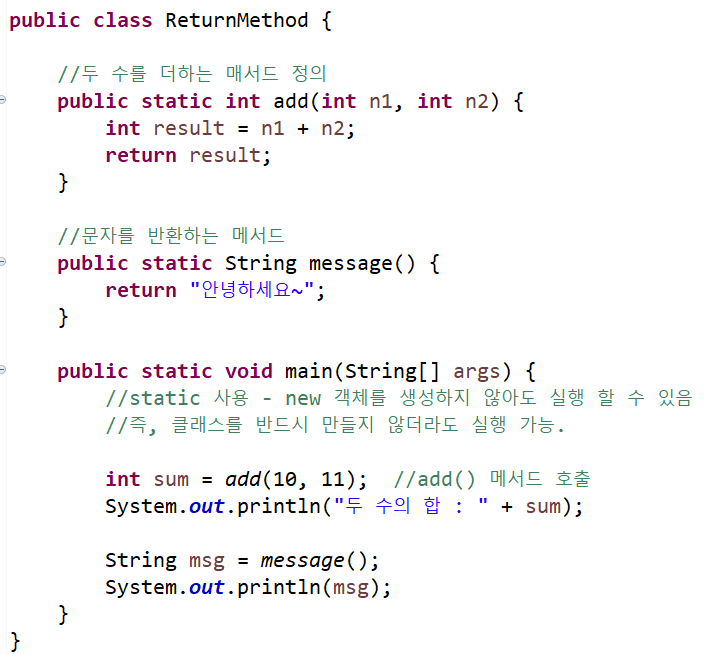 public class ReturnMethod {
//두 수를 더하는 매서드 정의
public static int add(int n1, int n2) {
int result = n1 + n2;
return result;
}
//문자를 반환하는 메서드
public static String message() {
return "안녕하세요~";
}
public static void main(String[] args) {
//static 사용 - new 객체를 생성하지 않아도 실행 할 수 있음
//즉, 클래스를 반드시 만들지 않더라도 실행 가능.
int sum = add(10, 11);  //add() 메서드 호출
System.out.println("두 수의 합 : " + sum);
String msg = message();
System.out.println(msg);
}
}